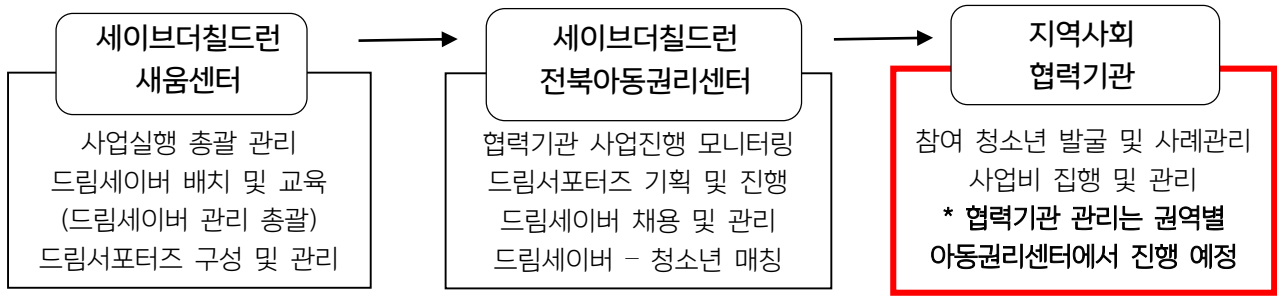 세이브더칠드런
새움센터
사업실행 총괄 관리
드림세이버 배치 및 교육
(드림세이버 관리 총괄)
드림서포터즈 구성 및 관리
세이브더칠드런
전북아동권리센터
협력기관 사업진행 모니터링
드림서포터즈 기획 및 진행
드림세이버 채용 및 관리
드림세이버 – 청소년 매칭
지역사회
협력기관
참여 청소년 발굴 및 사례관리
사업비 집행 및 관리
* 협력기관 관리는 권역별
아동권리센터에서 진행 예정